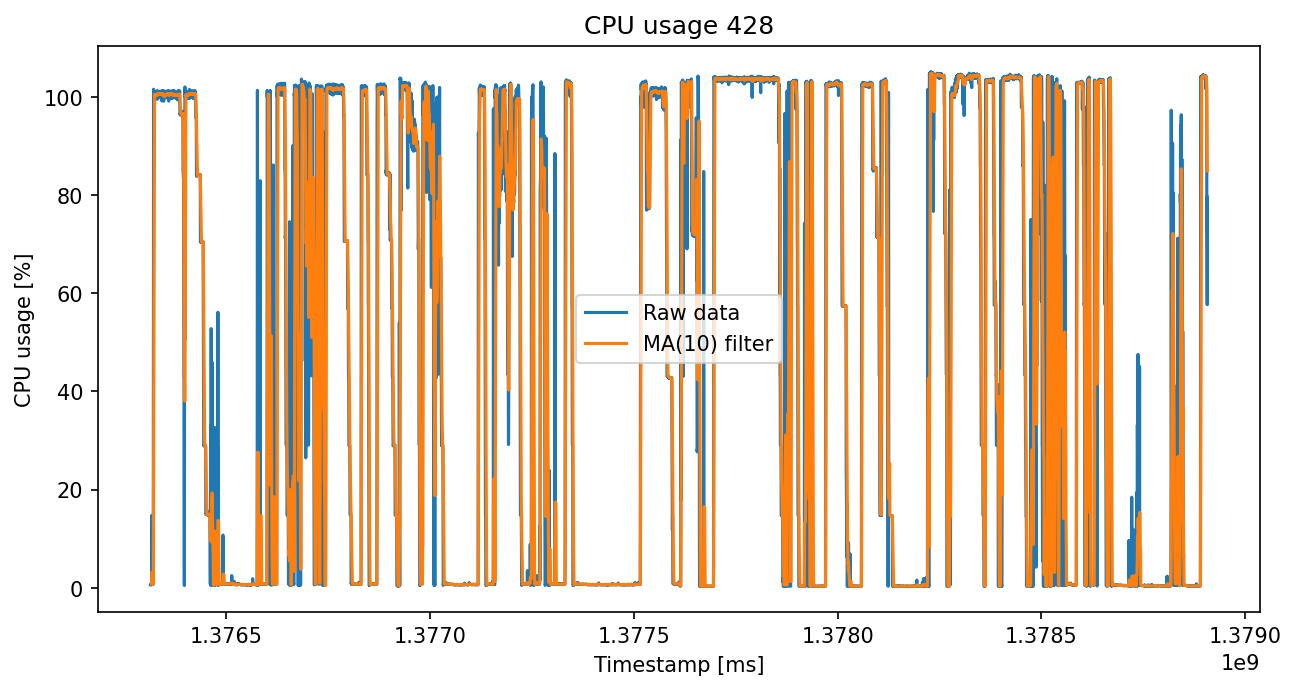 CPU usage 428
CPU usage [%]
100
80
60
40
20
0
Raw data
MA(10) filter
1.3765 1.3770 1.3775 1.3780 1.3785 1.3790
1e9
Timestamp [ms]